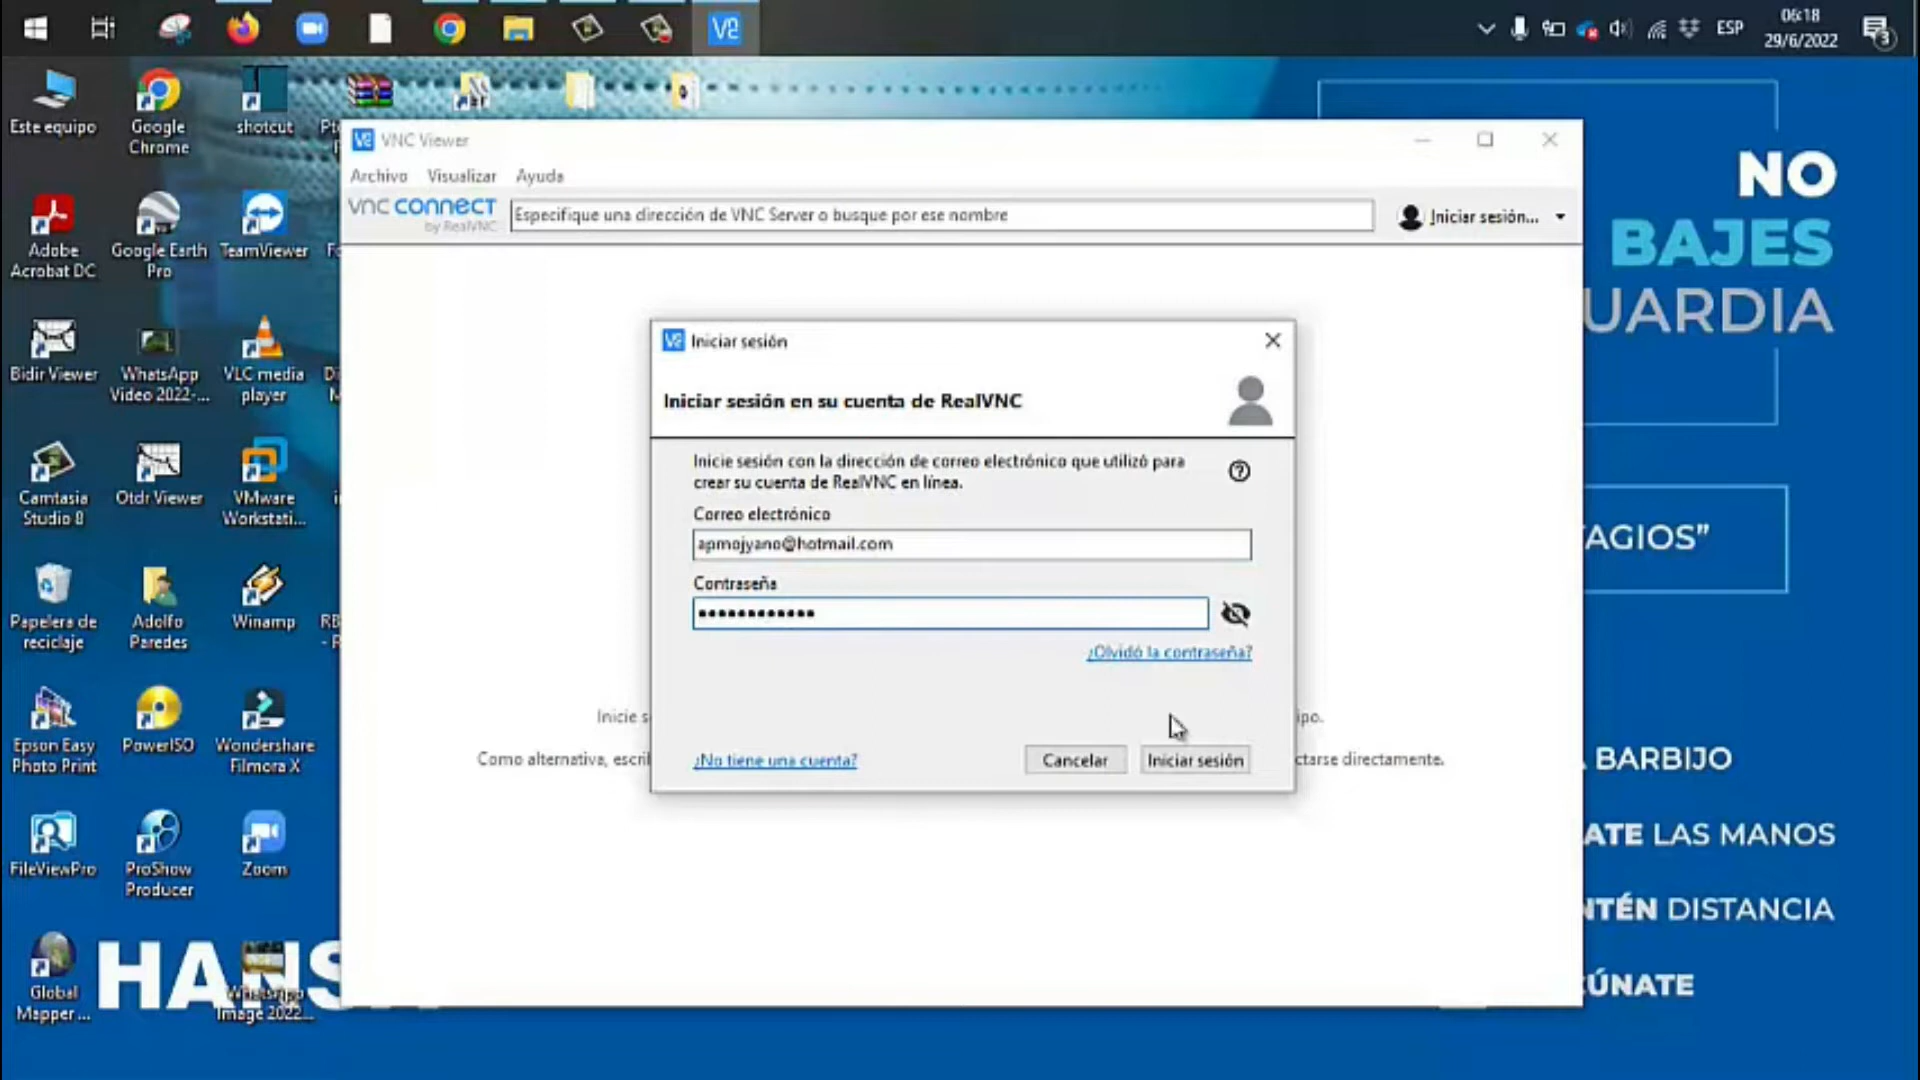 06:18
ESP
29/6/2022
3
Este equipo
Google
Chrome
shotcut
NO
BAJES
UARDIA
AGIOS”
A BARBIJO
ATE LAS MANOS
NTÉN DISTANCIA
CÚNATE
HANS
Adobe
Acrobat DC
Google Earth
Pro
TeamViewer
Bidir Viewer
WhatsApp
Video 2022-...
VLC media
player
Camtasia
Studio 8
Otdr Viewer
VMware
Workstati...
Papelera de
reciclaje
Adolfo
Paredes
Winamp
RB
Epson Easy
Photo Print
PowerISO
Wondershare
Filmora X
FileViewPro
ProShow
Producer
Zoom
Global
Mapper ...
WhatsApp
Image 2022...
VNC Viewer
Archivo Visualizar Ayuda
vnc connect
by RealVNC
Especifique una dirección de VNC Server o busque por ese nombre
Iniciar sesión...
Iniciar sesión
Iniciar sesión en su cuenta de RealVNC
Inicie sesión con la dirección de correo electrónico que utilizó para
crear su cuenta de RealVNC en línea.
Correo electrónico
apmojyano@hotmail.com
Contraseña
••••••••••••
¿Olvidó la contraseña?
¿No tiene una cuenta?
Cancelar
Iniciar sesión
Inicie s
ipo.
Como alternativa, escri
ctarse directamente.